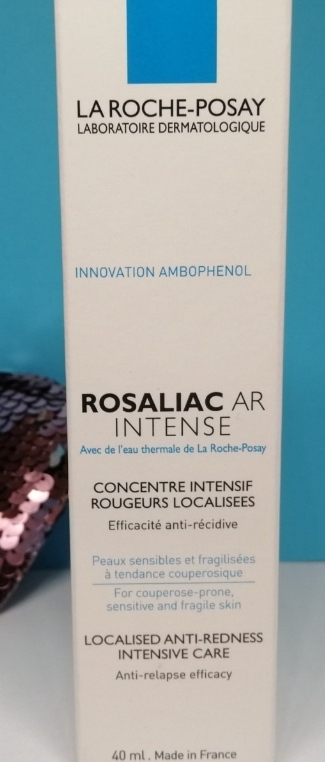 LA ROCHE-POSAY
LABORATOIRE DERMATOLOGIQUE
INNOVATION AMBOPHENOL
ROSALIAC AR
INTENSE
Avec de l'eau thermale de La Roche-Posay
CONCENTRE INTENSIF
ROUGEURS LOCALISEES
Efficacité anti-récidive
Peaux sensibles et fragilisées
à tendance couperosique
For couperose-prone,
sensitive and fragile skin
LOCALISED ANTI-REDNESS
INTENSIVE CARE
Anti-relapse efficacy
40 ml . Made in France